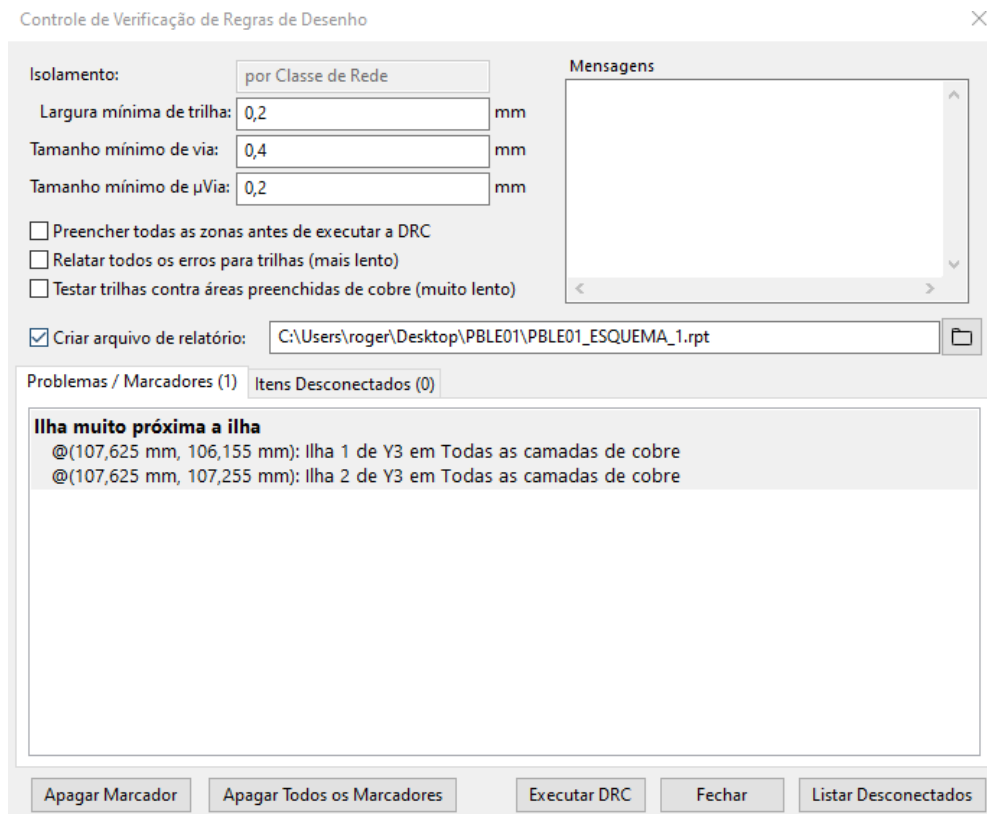 Controle de Verificação de Regras de Desenho
Isolamento:
por Classe de Rede
Largura mínima de trilha:
0,2
mm
Tamanho mínimo de via:
0,4
mm
Tamanho mínimo de µVia:
0,2
mm
Preencher todas as zonas antes de executar a DRC
Relatar todos os erros para trilhas (mais lento)
Testar trilhas contra áreas preenchidas de cobre (muito lento)
Mensagens
Criar arquivo de relatório:
C:\Users\roger\Desktop\PBLE01\PBLE01_ESQUEMA_1.rpt
Problemas / Marcadores (1)
Itens Desconectados (0)
Ilha muito próxima a ilha
@(107,625 mm, 106,155 mm): Ilha 1 de Y3 em Todas as camadas de cobre
@(107,625 mm, 107,255 mm): Ilha 2 de Y3 em Todas as camadas de cobre
Apagar Marcador
Apagar Todos os Marcadores
Executar DRC
Fechar
Listar Desconectados